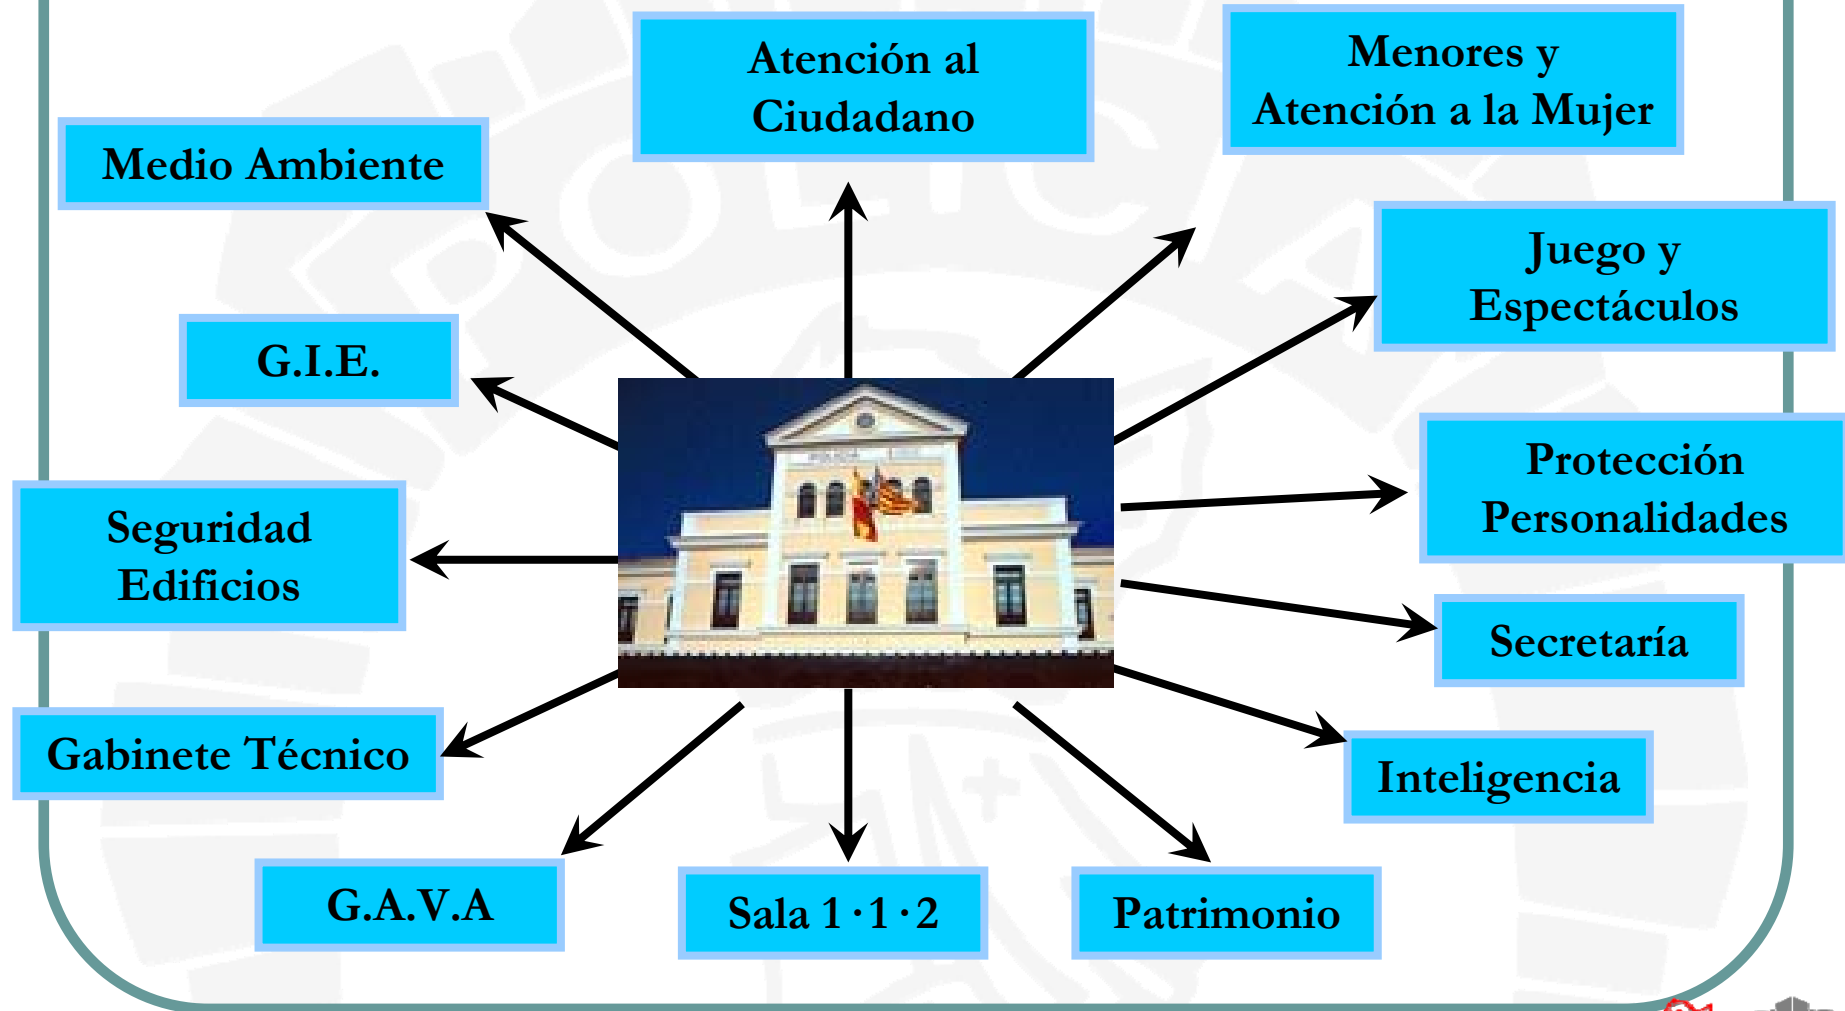 Atención al
Ciudadano
Menores y
Atención a la Mujer
Medio Ambiente
Juego y
Espectáculos
G.I.E.
Protección
Personalidades
Seguridad
Edificios
Secretaría
Gabinete Técnico
Inteligencia
G.A.V.A
Sala 1·1·2
Patrimonio
POLICIA